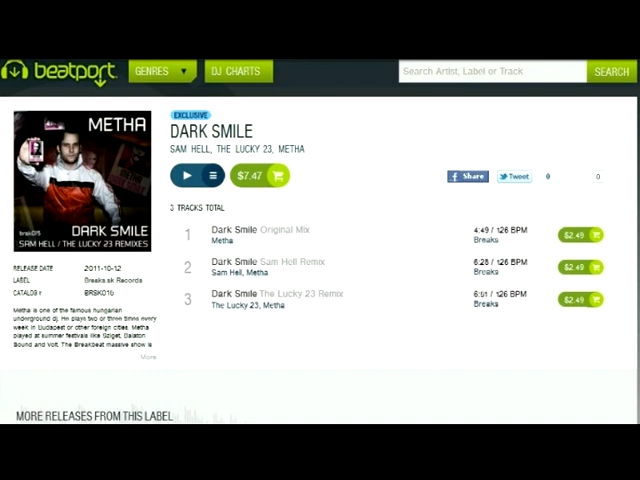 beatport
GENRES
DJ CHARTS
Search Artist, Label or Track
SEARCH
METHA
DARK SMILE
brsk015
SAM HELL / THE LUCKY 23 REMIXES
EXCLUSIVE
DARK SMILE
SAM HELL, THE LUCKY 23, METHA
$7.47
Share
Tweet
0
0
3 TRACKS TOTAL
1 Dark Smile Original Mix 4:49 / 126 BPM $2.49
Metha Breaks
2 Dark Smile Sam Hell Remix 6:28 / 126 BPM $2.49
Sam Hell, Metha Breaks
3 Dark Smile The Lucky 23 Remix 6:51 / 126 BPM $2.49
The Lucky 23, Metha Breaks
RELEASE DATE 2011-10-12
LABEL Breaks.sk Records
CATALOG # BRSK015
Metha is one of the famous hungarian
underground dj. He plays two or three times every
week in Budapest or other foreign cities. Metha
played at summer festivals like Sziget, Balaton
Sound and Volt. The Breakbeat massive show is
More
MORE RELEASES FROM THIS LABEL